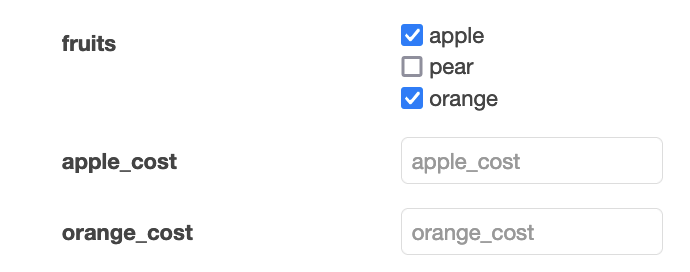 fruits
apple
pear
orange
apple_cost
apple_cost
orange_cost
orange_cost